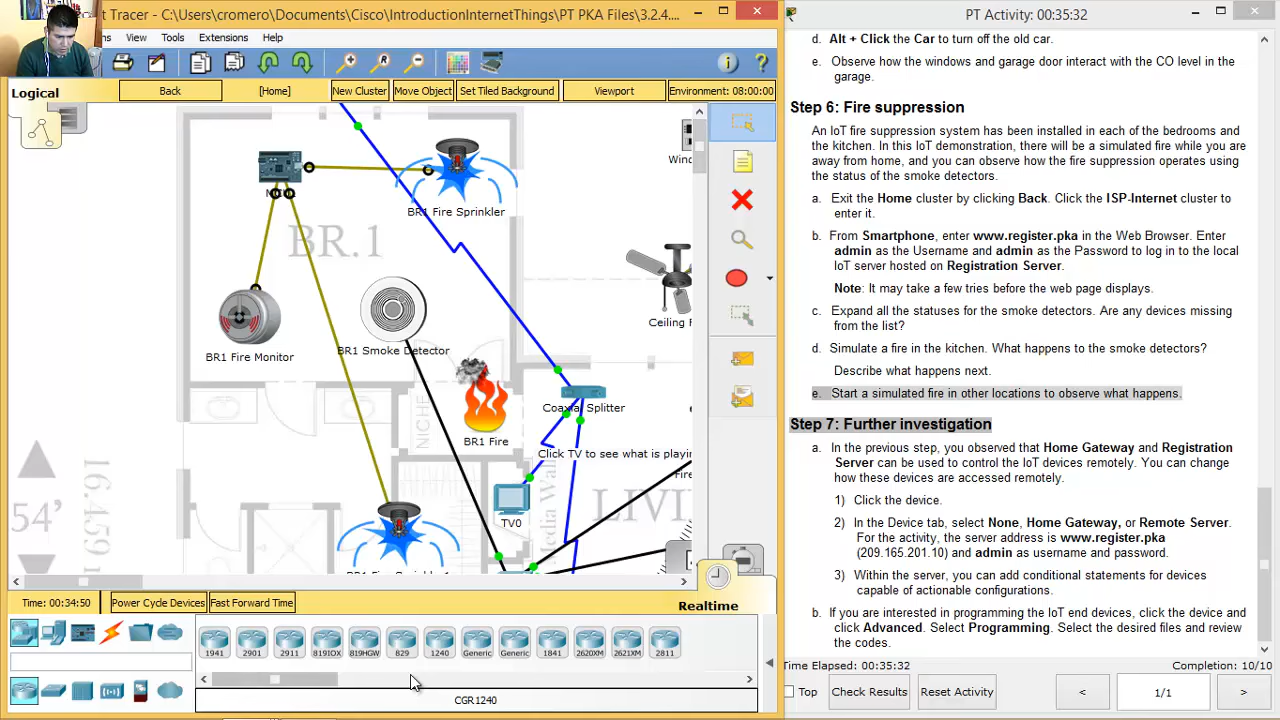 t Tracer - C:\Users\cromero\Documents\Cisco\IntroductionInternetThings\PT PKA Files\3.2.4....
PT Activity: 00:35:32
View Tools Extensions Help
Logical
Back
[Home]
New Cluster
Move Object
Set Tiled Background
Viewport
Environment: 08:00:00
BR1 Fire Sprinkler
BR.1
BR1 Fire Monitor
BR1 Smoke Detector
BR1 Fire
NICHE
Coaxial Splitter
Click TV to see what is playi
TV0
Media Wall
LIVI
Ceiling F
Wind
Fire
54'
16.459
Time: 00:34:50
Power Cycle Devices
Fast Forward Time
Realtime
1941 2901 2911 819IOX 819HGW 829 1240 Generic Generic 1841 2620XM 2621XM 2811
CGR1240
d. Alt + Click the Car to turn off the old car.
e. Observe how the windows and garage door interact with the CO level in the
garage.
Step 6: Fire suppression
An IoT fire suppression system has been installed in each of the bedrooms and
the kitchen. In this IoT demonstration, there will be a simulated fire while you are
away from home, and you can observe how the fire suppression operates using
the status of the smoke detectors.
a. Exit the Home cluster by clicking Back. Click the ISP-Internet cluster to
enter it.
b. From Smartphone, enter www.register.pka in the Web Browser. Enter
admin as the Username and admin as the Password to log in to the local
IoT server hosted on Registration Server.
Note: It may take a few tries before the web page displays.
c. Expand all the statuses for the smoke detectors. Are any devices missing
from the list?
d. Simulate a fire in the kitchen. What happens to the smoke detectors?
Describe what happens next.
e. Start a simulated fire in other locations to observe what happens.
Step 7: Further investigation
a. In the previous step, you observed that Home Gateway and Registration
Server can be used to control the IoT devices remotely. You can change
how these devices are accessed remotely.
1) Click the device.
2) In the Device tab, select None, Home Gateway, or Remote Server.
For the activity, the server address is www.register.pka
(209.165.201.10) and admin as username and password.
3) Within the server, you can add conditional statements for devices
capable of actionable configurations.
b. If you are interested in programming the IoT end devices, click the device and
click Advanced. Select Programming. Select the desired files and review
the codes.
Time Elapsed: 00:35:32
Completion: 10/10
Top
Check Results
Reset Activity
<
1/1
>